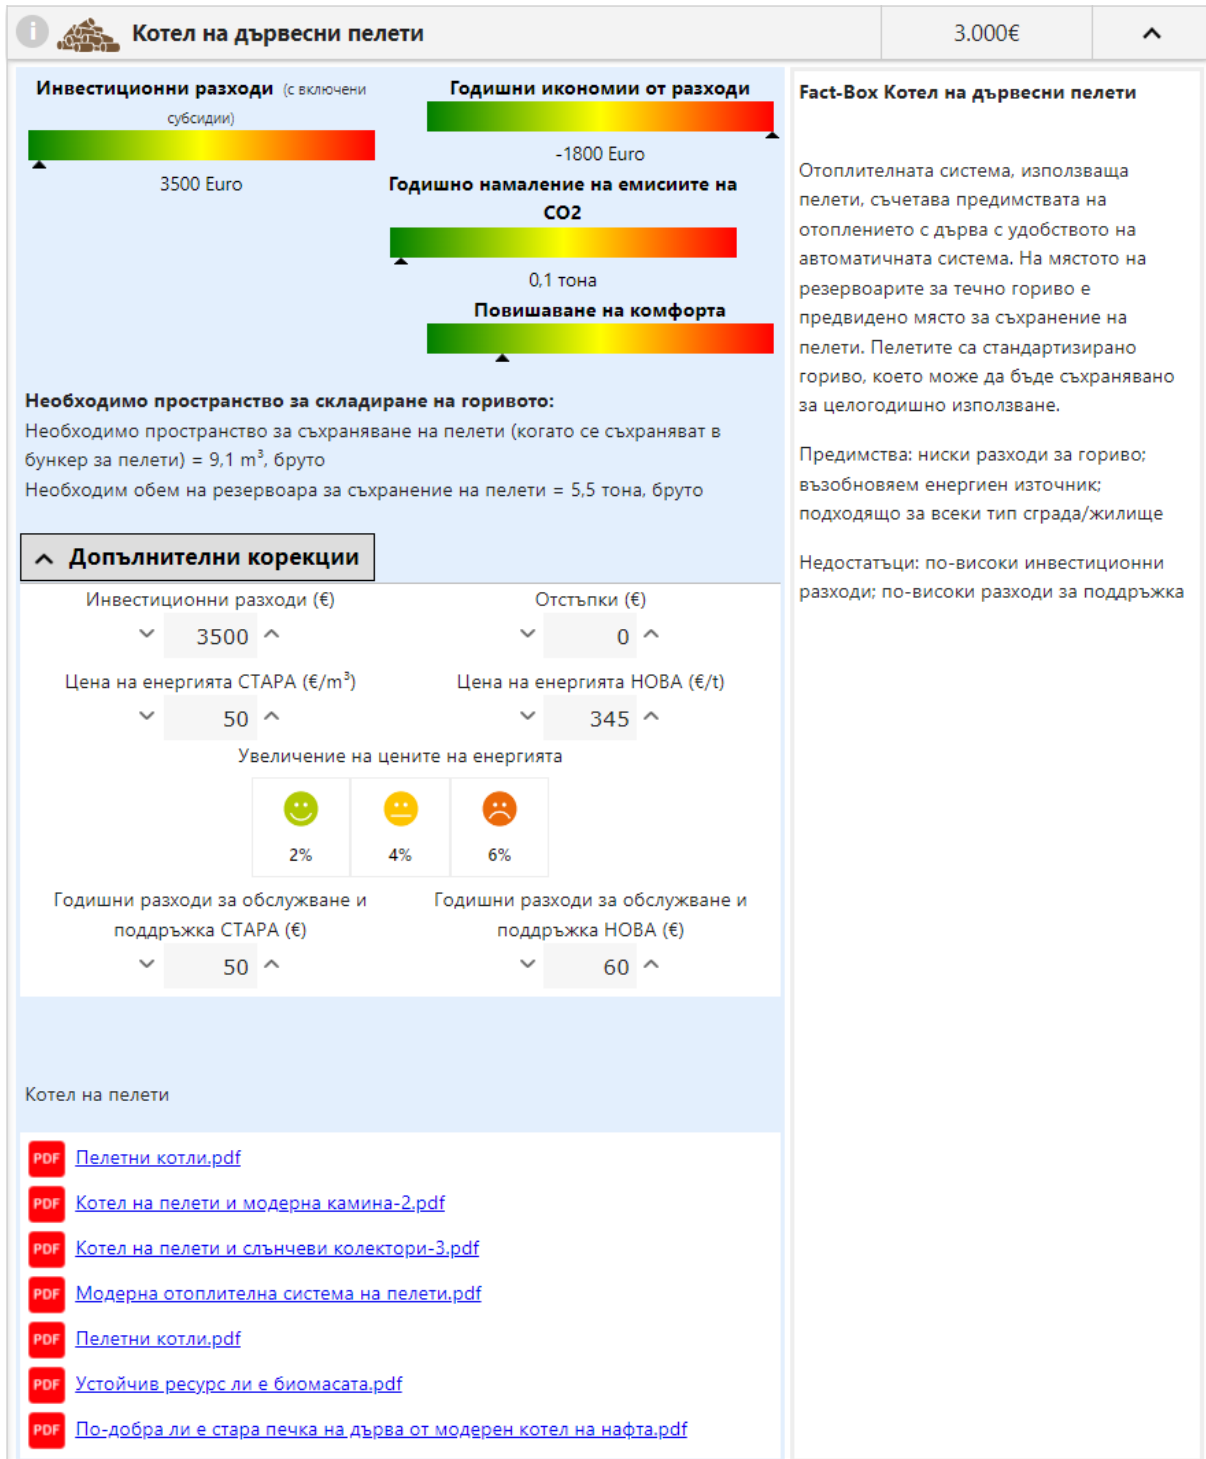 i
Котел на дървесни пелети
3.000€
Инвестиционни разходи (с включени
субсидии)
3500 Euro
Годишни икономии от разходи
-1800 Euro
Годишно намаление на емисиите на
CO2
0,1 тона
Повишаване на комфорта
Необходимо пространство за складиране на горивото:
Необходимо пространство за съхраняване на пелети (когато се съхраняват в
бункер за пелети) = 9,1 m³, бруто
Необходим обем на резервоара за съхранение на пелети = 5,5 тона, бруто
Допълнителни корекции
Инвестиционни разходи (€)
Отстъпки (€)
3500
0
Цена на енергията СТАРА (€/m³)
Цена на енергията НОВА (€/t)
50
345
Увеличение на цените на енергията
2%
4%
6%
Годишни разходи за обслужване и
поддръжка СТАРА (€)
Годишни разходи за обслужване и
поддръжка НОВА (€)
50
60
Котел на пелети
PDF Пелетни котли.pdf
PDF Котел на пелети и модерна камина-2.pdf
PDF Котел на пелети и слънчеви колектори-3.pdf
PDF Модерна отоплителна система на пелети.pdf
PDF Пелетни котли.pdf
PDF Устойчив ресурс ли е биомасата.pdf
PDF По-добра ли е стара печка на дърва от модерен котел на нафта.pdf
Fact-Box Котел на дървесни пелети
Отоплителната система, използваща
пелети, съчетава предимствата на
отоплението с дърва с удобството на
автоматичната система. На мястото на
резервоарите за течно гориво е
предвидено място за съхранение на
пелети. Пелетите са стандартизирано
гориво, което може да бъде съхранявано
за целогодишно използване.
Предимства: ниски разходи за гориво;
възобновяем енергиен източник;
подходящо за всеки тип сграда/жилище
Недостатъци: по-високи инвестиционни
разходи; по-високи разходи за поддръжка